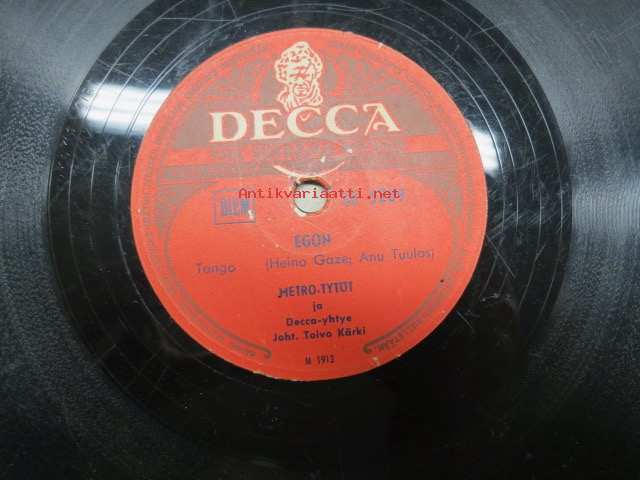 DECCA
Antikvariaatti.net
EGON
Tango (Heino Gaze; Anu Tuulos)
METRO-TYTÖT
ja
Decca-yhtye
Joht. Toivo Kärki
M 1912